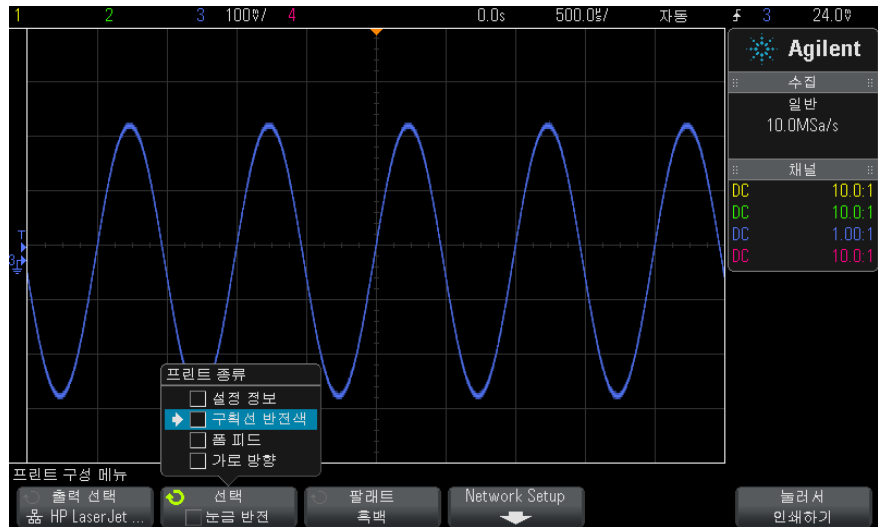 1 2 3 100mV/ 4 0.0s 500.0µs/ 자동 3 24.0mV
Agilent
수집
일반
10.0MSa/s
채널
DC 10.0:1
DC 10.0:1
DC 1.00:1
DC 10.0:1
T
3
프린트 종류
설정 정보
구획선 반전색
폼 피드
가로 방향
프린트 구성 메뉴
출력 선택
HP LaserJet ...
선택
눈금 반전
팔래트
흑백
Network Setup
눌러서
인쇄하기